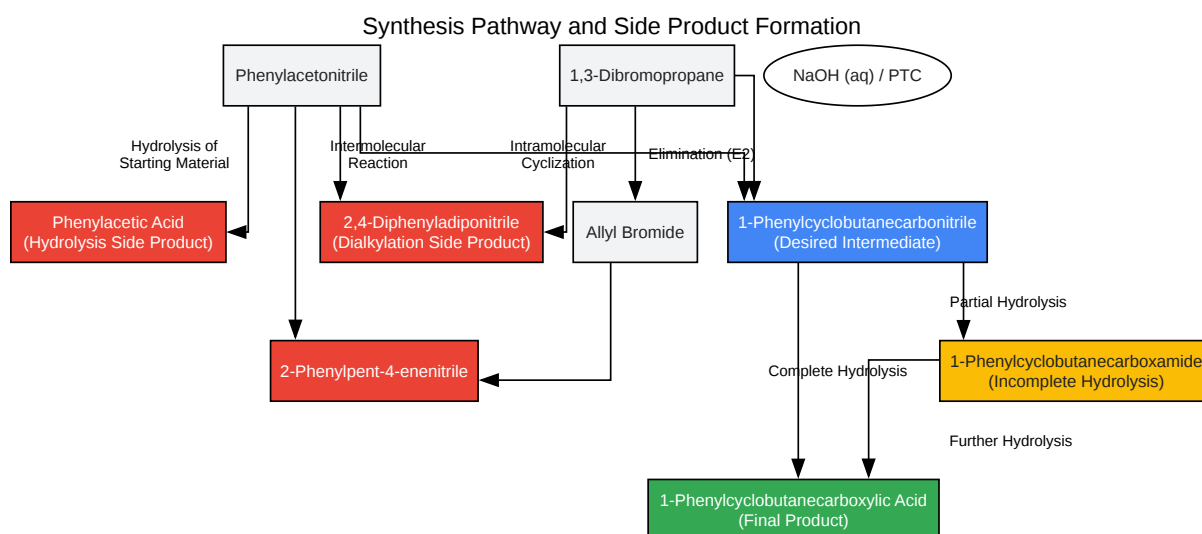 Synthesis Pathway and Side Product Formation
Phenylacetonitrile
1,3-Dibromopropane
NaOH (aq) / PTC
Hydrolysis of
Starting Material
Intermolecular
Reaction
Intramolecular
Cyclization
Elimination (E2)
Phenylacetic Acid
(Hydrolysis Side Product)
2,4-Diphenyladiponitrile
(Dialkylation Side Product)
Allyl Bromide
1-Phenylcyclobutanecarbonitrile
(Desired Intermediate)
Partial Hydrolysis
2-Phenylpent-4-enenitrile
Complete Hydrolysis
1-Phenylcyclobutanecarboxamide
(Incomplete Hydrolysis)
Further Hydrolysis
1-Phenylcyclobutanecarboxylic Acid
(Final Product)